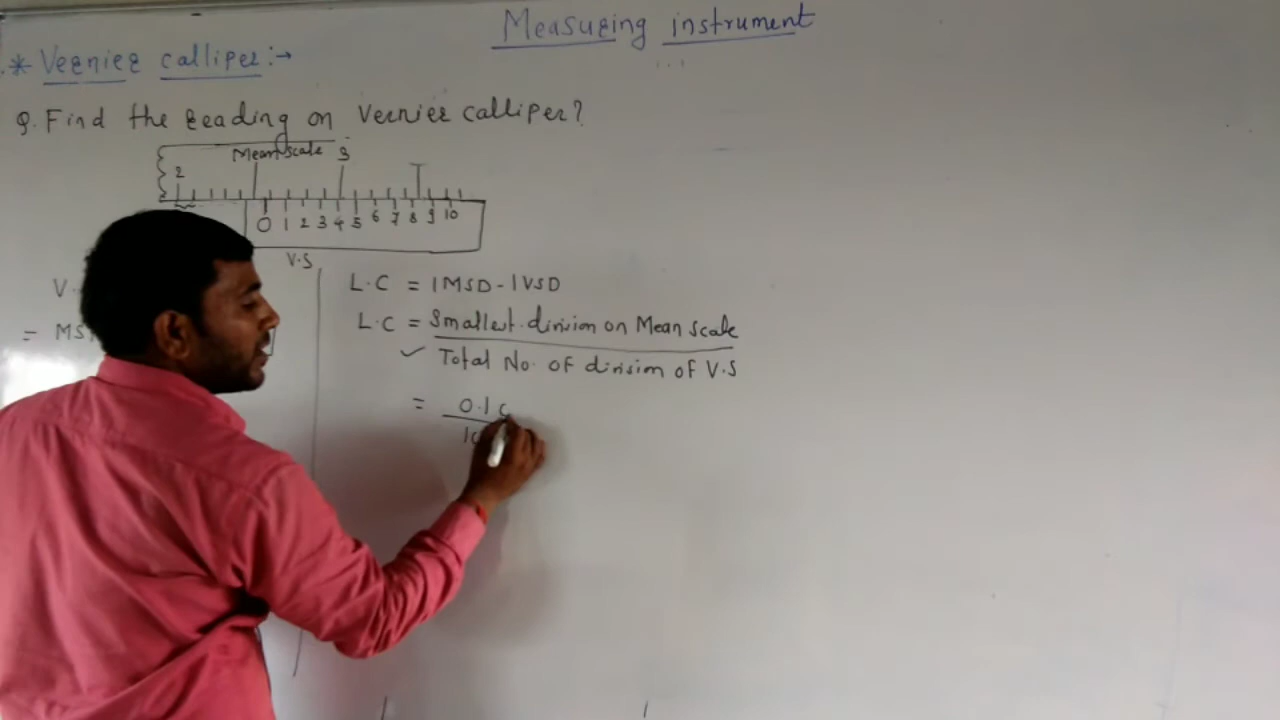 Measuring instrument
* Vernier calliper:→
Q. Find the reading on Vernier calliper?
Mean scale 3
2
0 1 2 3 4 5 6 7 8 9 10
V.S
V.
= MS
L.C = 1MSD - 1VSD
L.C = Smallest division on Mean scale
Total No. of division of V.S
= 0.1 c